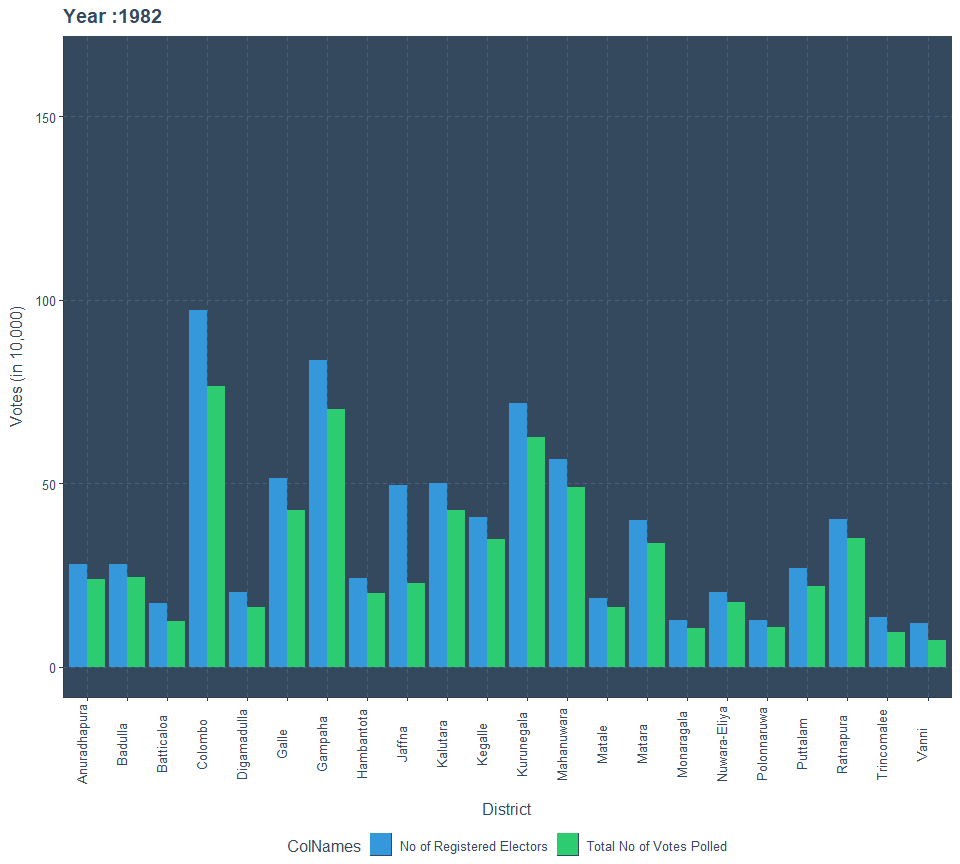 Year :1982
Votes (in 10,000)
150
100
50
0
Anuradhapura
Badulla
Batticaloa
Colombo
Digamadulla
Galle
Gampaha
Hambantota
Jaffna
Kalutara
Kegalle
Kurunegala
Mahanuwara
Matale
Matara
Monaragala
Nuwara-Eliya
Polonnaruwa
Puttalam
Ratnapura
Trincomalee
Vanni
District
ColNames No of Registered Electors Total No of Votes Polled